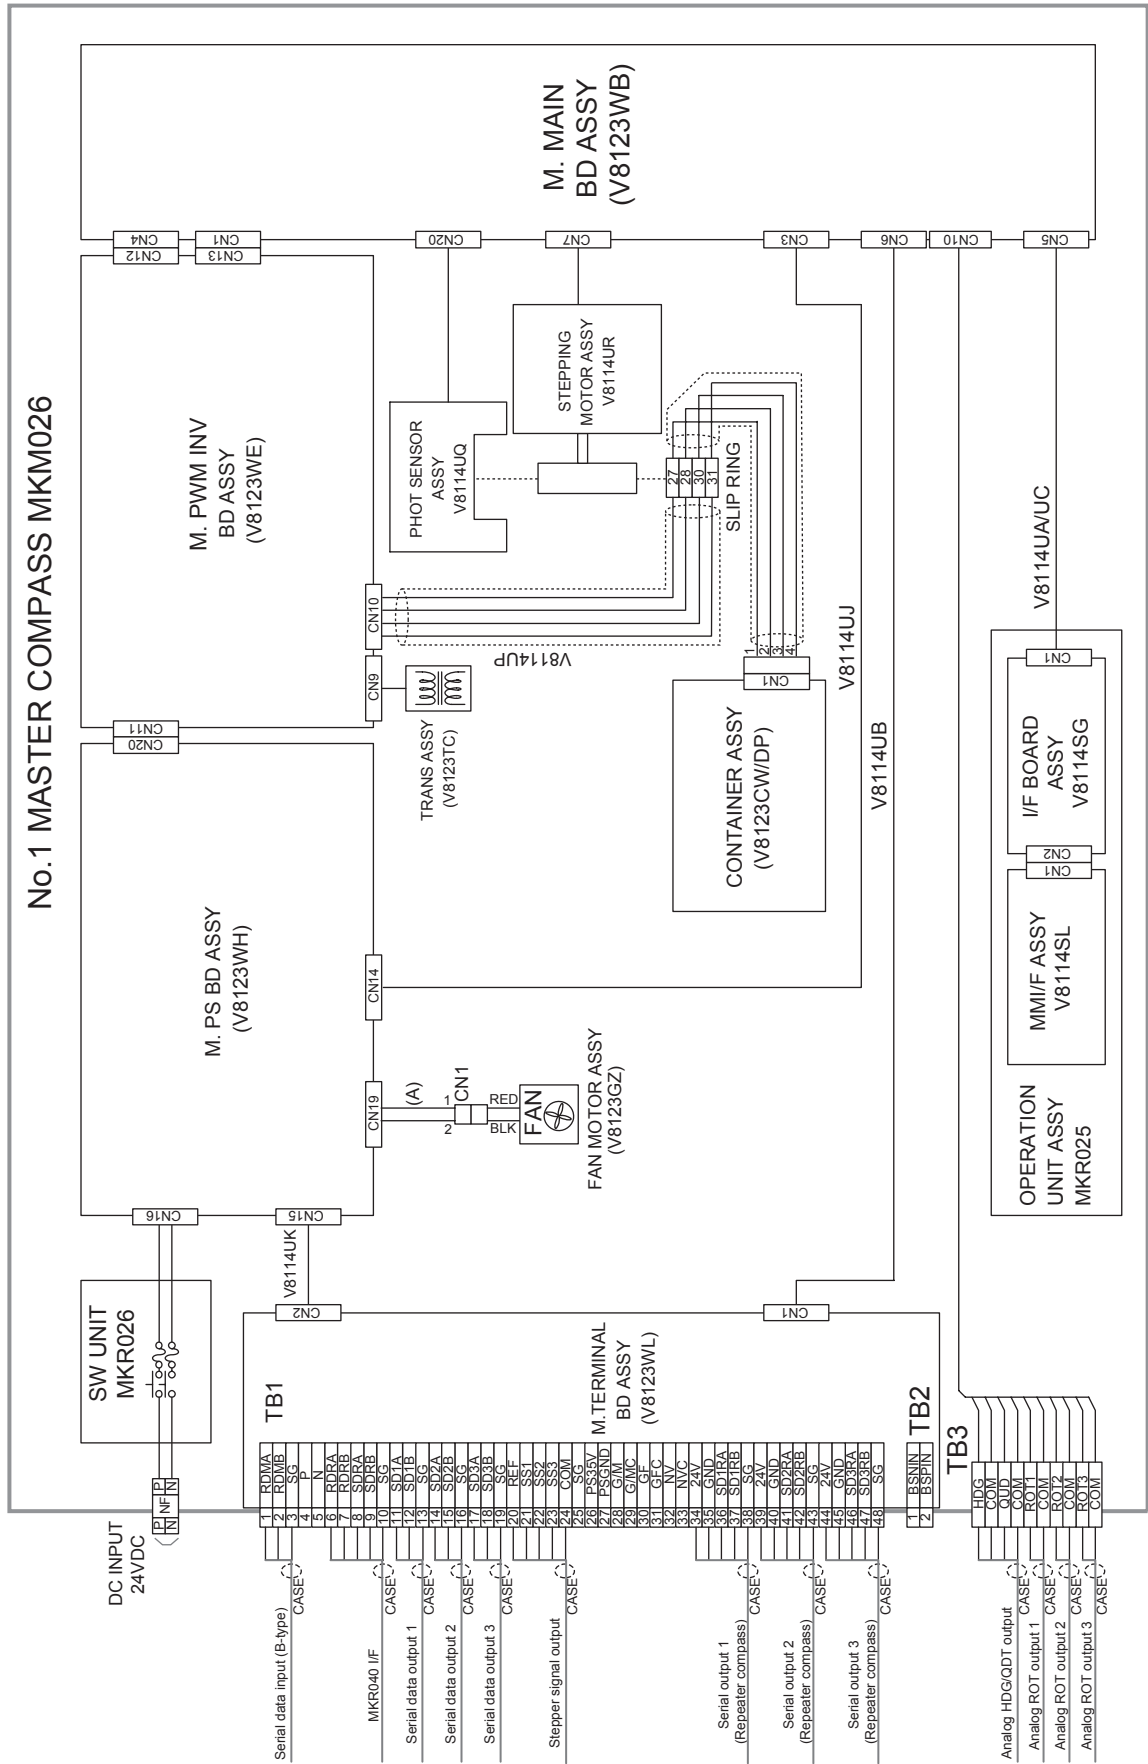 No.1 MASTER COMPASS MKM026
DC INPUT
24VDC
P
N
NF
P
N
SW UNIT
MKR026
CN16
CN15
V8114UK
CN2
M. PS BD ASSY
(V8123WH)
CN20
CN11
CN19
CN14
(A)
1
2
CN1
RED
BLK
FAN
FAN MOTOR ASSY
(V8123GZ)
M. PWM INV
BD ASSY
(V8123WE)
CN12
CN13
CN9
CN10
TRANS ASSY
(V8123TC)
V8114UP
PHOT SENSOR
ASSY
V8114UQ
STEPPING
MOTOR ASSY
V8114UR
27
28
30
31
SLIP RING
1
2
3
4
CN1
CONTAINER ASSY
(V8123CW/DP)
V8114UJ
V8114UB
V8114UA/UC
M. MAIN
BD ASSY
(V8123WB)
CN4
CN1
CN20
CN7
CN3
CN6
CN10
CN5
OPERATION
UNIT ASSY
MKR025
MMI/F ASSY
V8114SL
CN1
CN2
I/F BOARD
ASSY
V8114SG
CN1
M.TERMINAL
BD ASSY
(V8123WL)
CN1
TB1
1 RDMA
2 RDMB
3 SG
4 P
5 N
6 RDRA
7 RDRB
8 SDRA
9 SDRB
10 SG
11 SD1A
12 SD1B
13 SG
14 SD2A
15 SD2B
16 SG
17 SD3A
18 SD3B
19 SG
20 REF
21 SS1
22 SS2
23 SS3
24 COM
25 SG
26 PS35V
27 PSGND
28 G/M
29 G/MC
30 GF
31 GFC
32 NV
33 NVC
34 24V
35 GND
36 SD1RA
37 SD1RB
38 SG
39 24V
40 GND
41 SD2RA
42 SD2RB
43 SG
44 24V
45 GND
46 SD3RA
47 SD3RB
48 SG
TB2
1 BSNIN
2 BSPIN
TB3
HDG
COM
QUD
COM
ROT1
COM
ROT2
COM
ROT3
COM
Serial data input (B-type)
CASE
MKR040 I/F
CASE
Serial data output 1
CASE
Serial data output 2
CASE
Serial data output 3
CASE
Stepper signal output
CASE
Serial output 1
(Repeater compass)
CASE
Serial output 2
(Repeater compass)
CASE
Serial output 3
(Repeater compass)
CASE
Analog HDG/QDT output
CASE
Analog ROT output 1
CASE
Analog ROT output 2
CASE
Analog ROT output 3
CASE